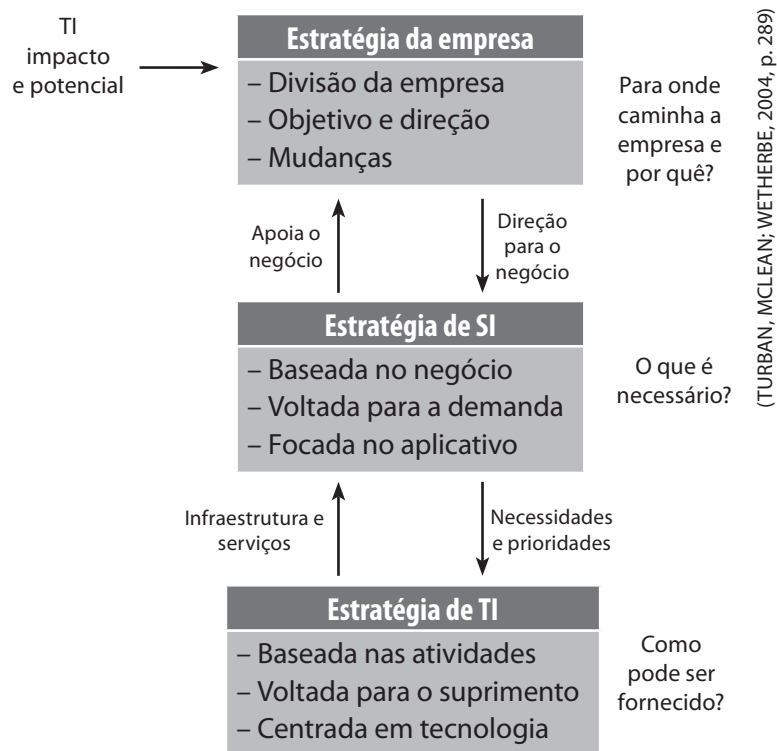 TI
impacto
e potencial
Estratégia da empresa
– Divisão da empresa
– Objetivo e direção
– Mudanças
Para onde
caminha a
empresa e
por quê?
Apoia o
negócio
Direção
para o
negócio
Estratégia de SI
– Baseada no negócio
– Voltada para a demanda
– Focada no aplicativo
O que é
necessário?
Infraestrutura e
serviços
Necessidades
e prioridades
Estratégia de TI
– Baseada nas atividades
– Voltada para o suprimento
– Centrada em tecnologia
Como
pode ser
fornecido?
(TURBAN, MCLEAN; WETHERBE, 2004, p. 289)